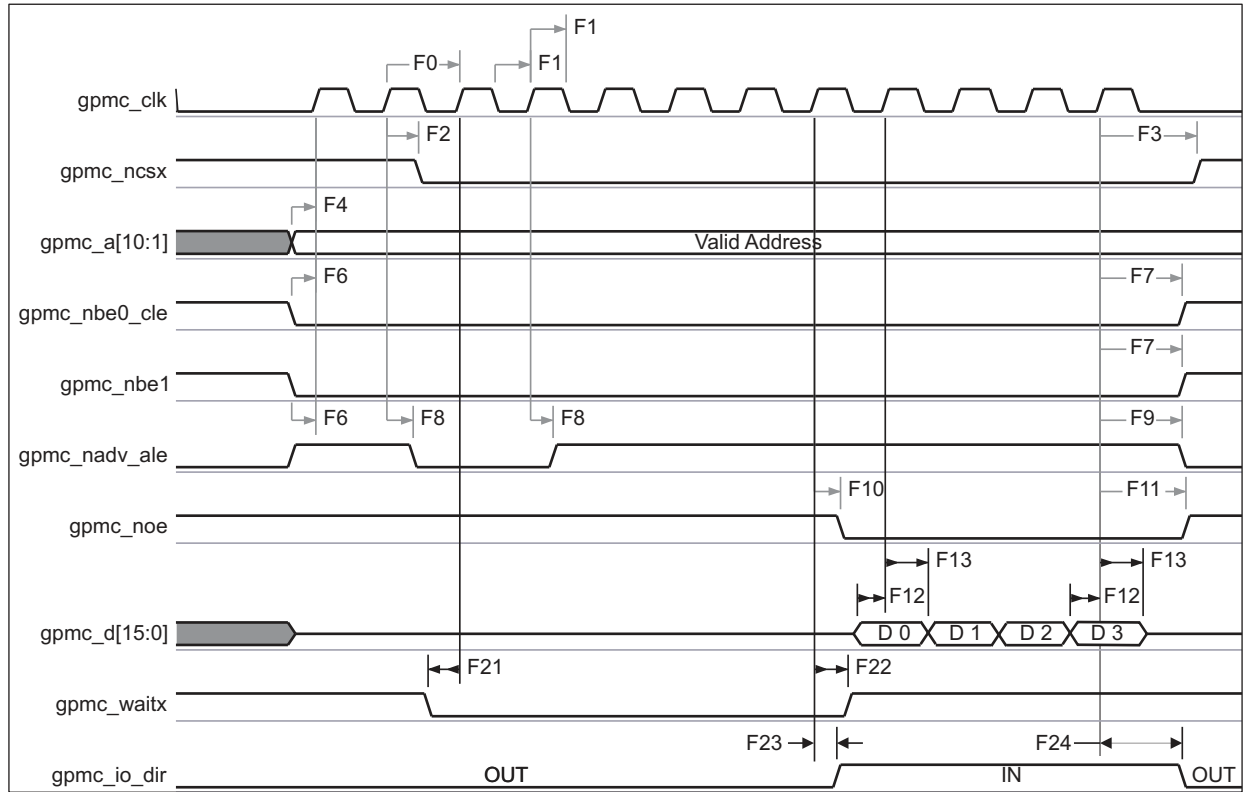 F1
F0
F1
gpmc_clk
F2
F3
gpmc_ncsx
F4
gpmc_a[10:1]
Valid Address
F6
F7
gpmc_nbe0_cle
F7
gpmc_nbe1
F6
F8
F8
F9
gpmc_nadv_ale
F10
F11
gpmc_noe
F13
F13
F12
F12
gpmc_d[15:0]
D 0
D 1
D 2
D 3
F21
F22
gpmc_waitx
F23
F24
gpmc_io_dir
OUT
IN
OUT